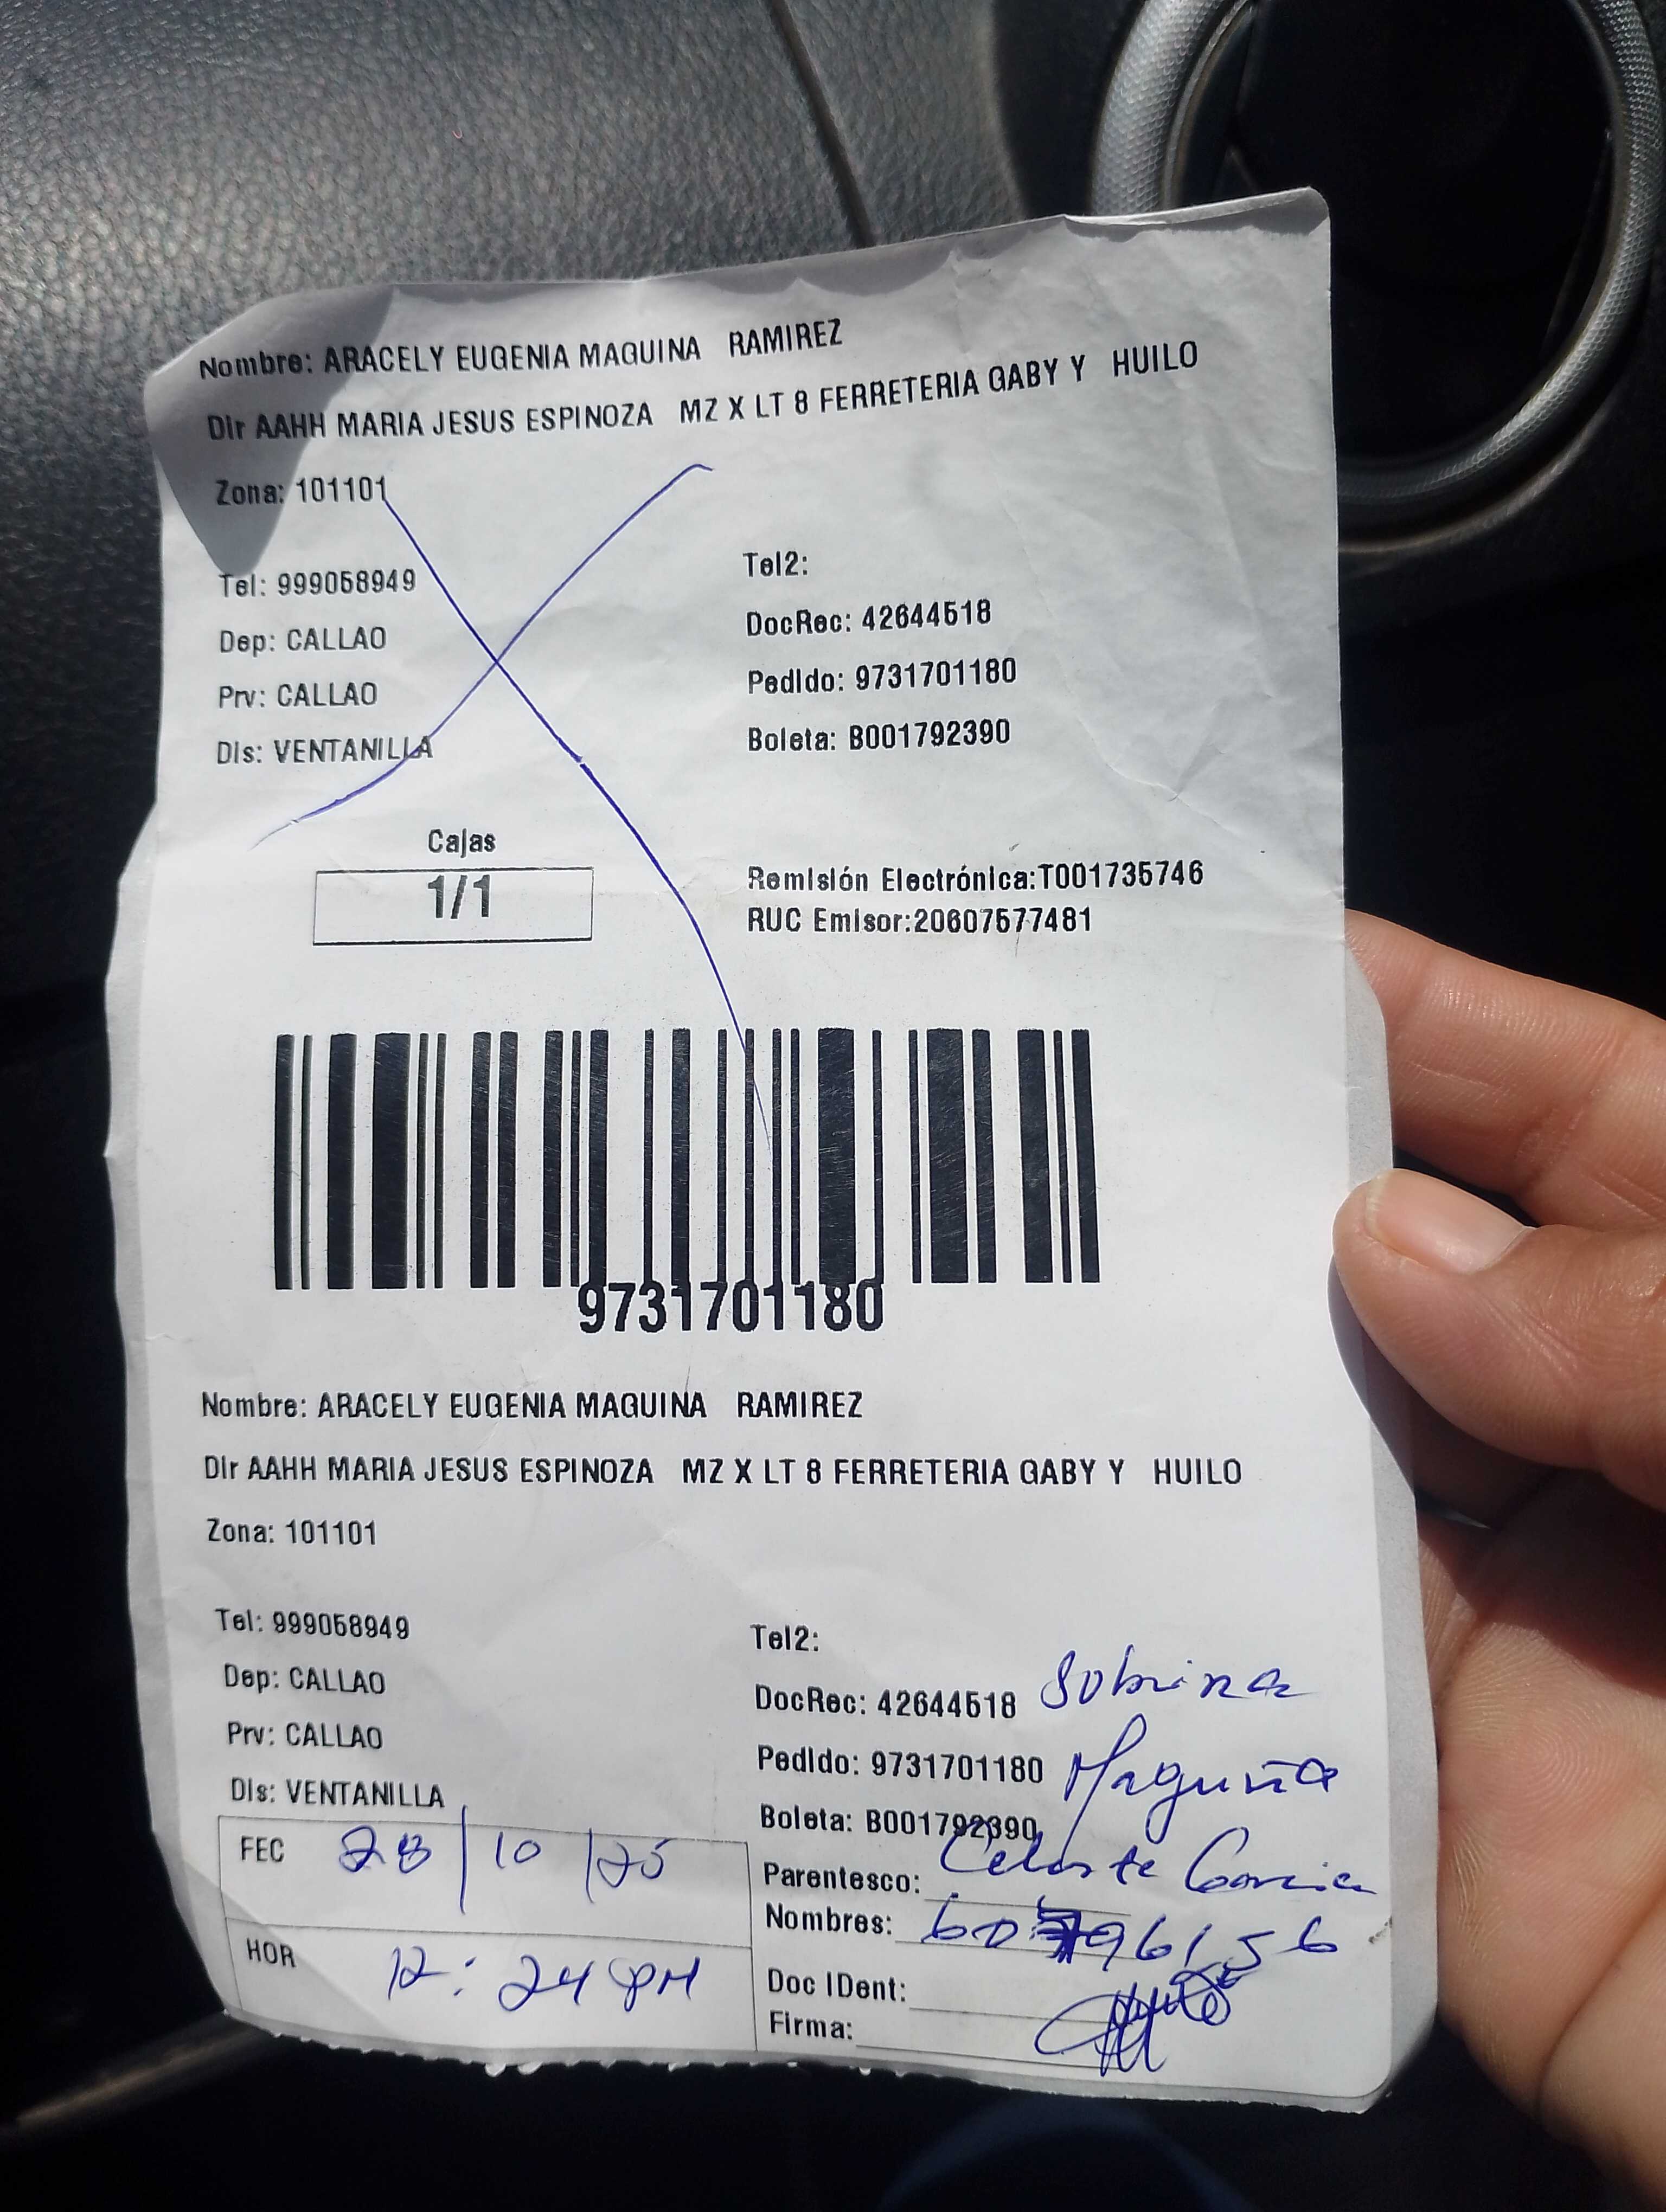 Nombre: ARACELY EUGENIA MAGUINA RAMIREZ
Dir AAHH MARIA JESUS ESPINOZA MZ X LT 8 FERRETERIA GABY Y HUILO
Zona: 101101
Tel: 999058949
Tel2:
Dep: CALLAO
DocRec: 42644518
Prv: CALLAO
Pedido: 9731701180
Dis: VENTANILLA
Boleta: B001792390
Cajas
1/1
Remisión Electrónica:T001735746
RUC Emisor:20607577481
9731701180
Nombre: ARACELY EUGENIA MAGUINA RAMIREZ
Dir AAHH MARIA JESUS ESPINOZA MZ X LT 8 FERRETERIA GABY Y HUILO
Zona: 101101
Tel: 999058949
Tel2:
Dep: CALLAO
DocRec: 42644518 Sobrina
Prv: CALLAO
Pedido: 9731701180 Maguiña
Dis: VENTANILLA
Boleta: B001792390
FEC 28/10/25
Parentesco: Celeste Garcia
Nombres:
HOR 12:24 PM
Doc IDent:
Firma: